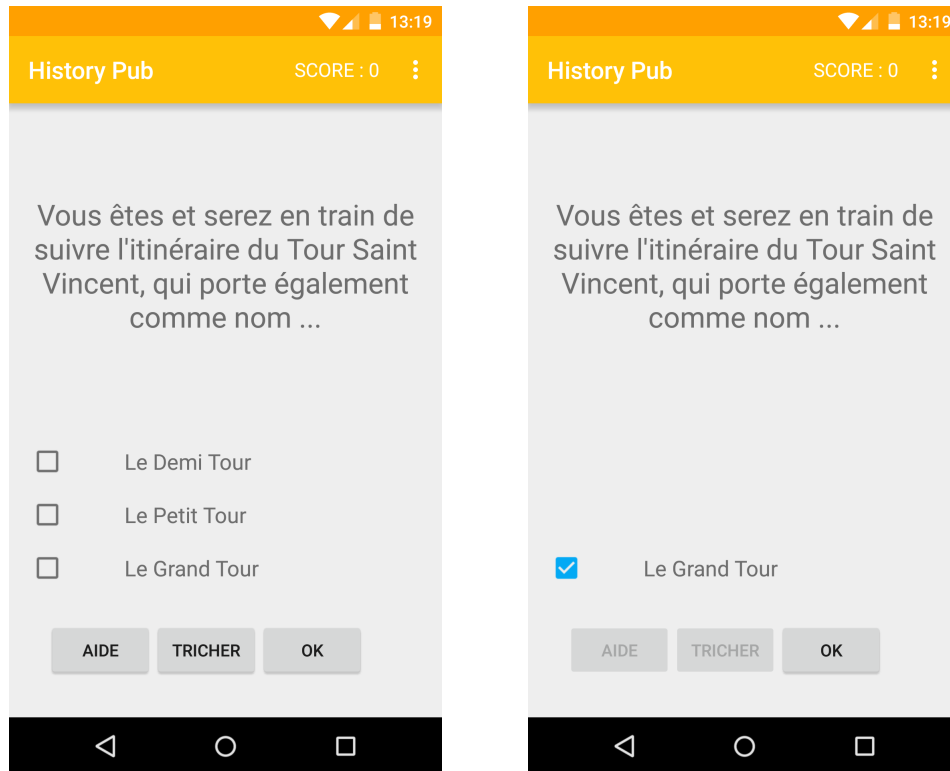 13:19
History Pub SCORE : 0
Vous êtes et serez en train de
suivre l'itinéraire du Tour Saint
Vincent, qui porte également
comme nom ...
Le Demi Tour
Le Petit Tour
Le Grand Tour
AIDE TRICHER OK
13:19
History Pub SCORE : 0
Vous êtes et serez en train de
suivre l'itinéraire du Tour Saint
Vincent, qui porte également
comme nom ...
Le Grand Tour
AIDE TRICHER OK